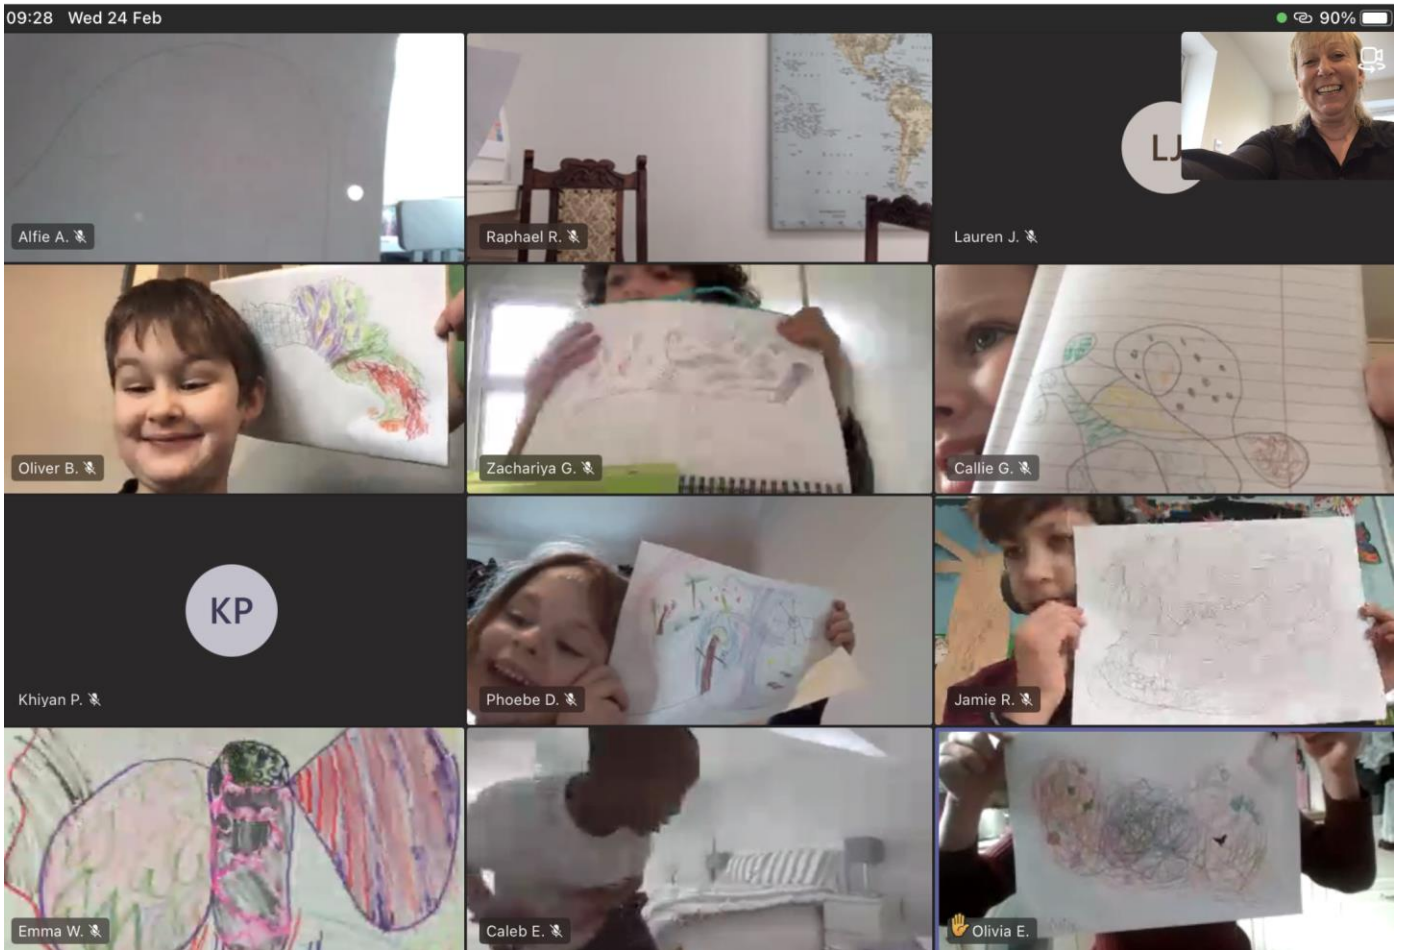 09:28 Wed 24 Feb
90%
LJ
Alfie A.
Raphael R.
Lauren J.
Oliver B.
Zachariya G.
Callie G.
KP
Khiyan P.
Phoebe D.
Jamie R.
Emma W.
Caleb E.
Olivia E.